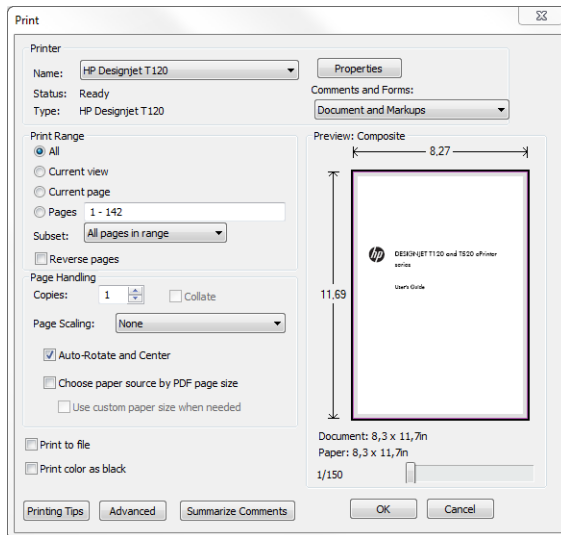 Print
Printer
Name: HP Designjet T120
Properties
Status: Ready
Comments and Forms:
Type: HP Designjet T120
Document and Markups
Print Range
All
Current view
Current page
Pages 1 - 142
Subset: All pages in range
Reverse pages
Page Handling
Copies: 1 Collate
Page Scaling: None
Auto-Rotate and Center
Choose paper source by PDF page size
Use custom paper size when needed
Print to file
Print color as black
Preview: Composite
8,27
11,69
hp
DESIGNJET T120 and T520 ePrinter
series
User's Guide
Document: 8,3 x 11,7in
Paper: 8,3 x 11,7in
1/150
Printing Tips Advanced Summarize Comments OK Cancel